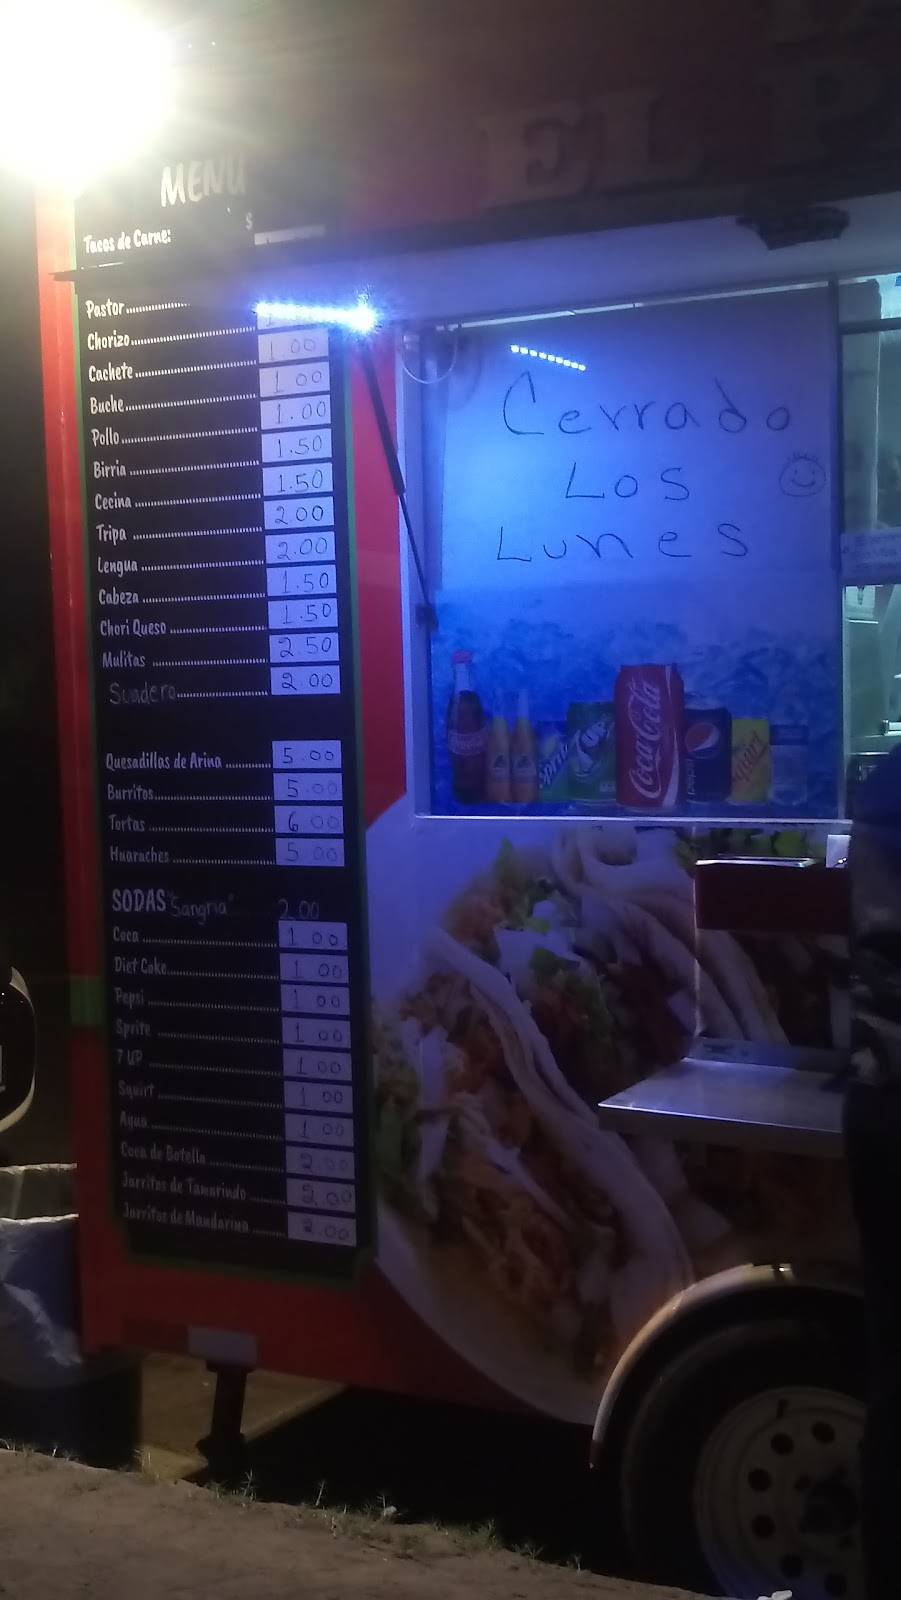 MENU
EL
Tacos de Carne: $
Pastor
Chorizo
Cachete 1.00
Buche 1.00
Pollo 1.00
Birria 1.50
Cecina 1.50
Tripa 2.00
Lengua 2.00
Cabeza 1.50
Chori Queso 1.50
Mulitas 2.50
Suadero 2.00
Quesadillas de Arina 5.00
Burritos 5.00
Tortas 6.00
Huaraches 5.00
SODAS "Sangria" 2.00
Coca 1.00
Diet Coke 1.00
Pepsi 1.00
Sprite 1.00
7 UP 1.00
Squirt 1.00
Agua 1.00
Coca de Botella 2.00
Jarritos de Tamarindo 2.00
Jarritos de Mandarina 2.00
Cerrado
Los
Lunes
Sprite
7up
Coca-Cola
pepsi